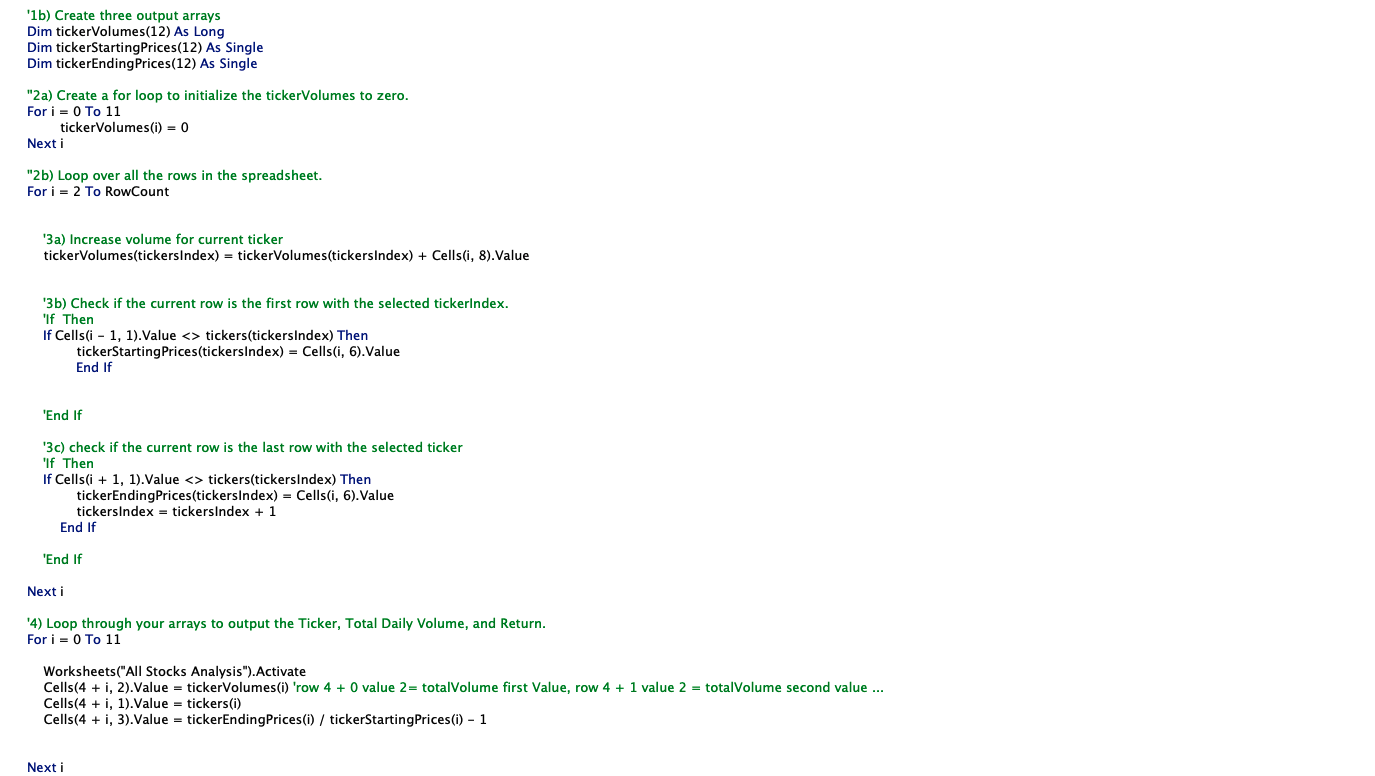 '1b) Create three output arrays
Dim tickerVolumes(12) As Long
Dim tickerStartingPrices(12) As Single
Dim tickerEndingPrices(12) As Single
''2a) Create a for loop to initialize the tickerVolumes to zero.
For i = 0 To 11
tickerVolumes(i) = 0
Next i
''2b) Loop over all the rows in the spreadsheet.
For i = 2 To RowCount
'3a) Increase volume for current ticker
tickerVolumes(tickersIndex) = tickerVolumes(tickersIndex) + Cells(i, 8).Value
'3b) Check if the current row is the first row with the selected tickerIndex.
'If  Then
If Cells(i - 1, 1).Value <> tickers(tickersIndex) Then
tickerStartingPrices(tickersIndex) = Cells(i, 6).Value
End If
'End If
'3c) check if the current row is the last row with the selected ticker
'If  Then
If Cells(i + 1, 1).Value <> tickers(tickersIndex) Then
tickerEndingPrices(tickersIndex) = Cells(i, 6).Value
tickersIndex = tickersIndex + 1
End If
'End If
Next i
'4) Loop through your arrays to output the Ticker, Total Daily Volume, and Return.
For i = 0 To 11
Worksheets("All Stocks Analysis").Activate
Cells(4 + i, 2).Value = tickerVolumes(i) 'row 4 + 0 value 2= totalVolume first Value, row 4 + 1 value 2 = totalVolume second value ...
Cells(4 + i, 1).Value = tickers(i)
Cells(4 + i, 3).Value = tickerEndingPrices(i) / tickerStartingPrices(i) - 1
Next i